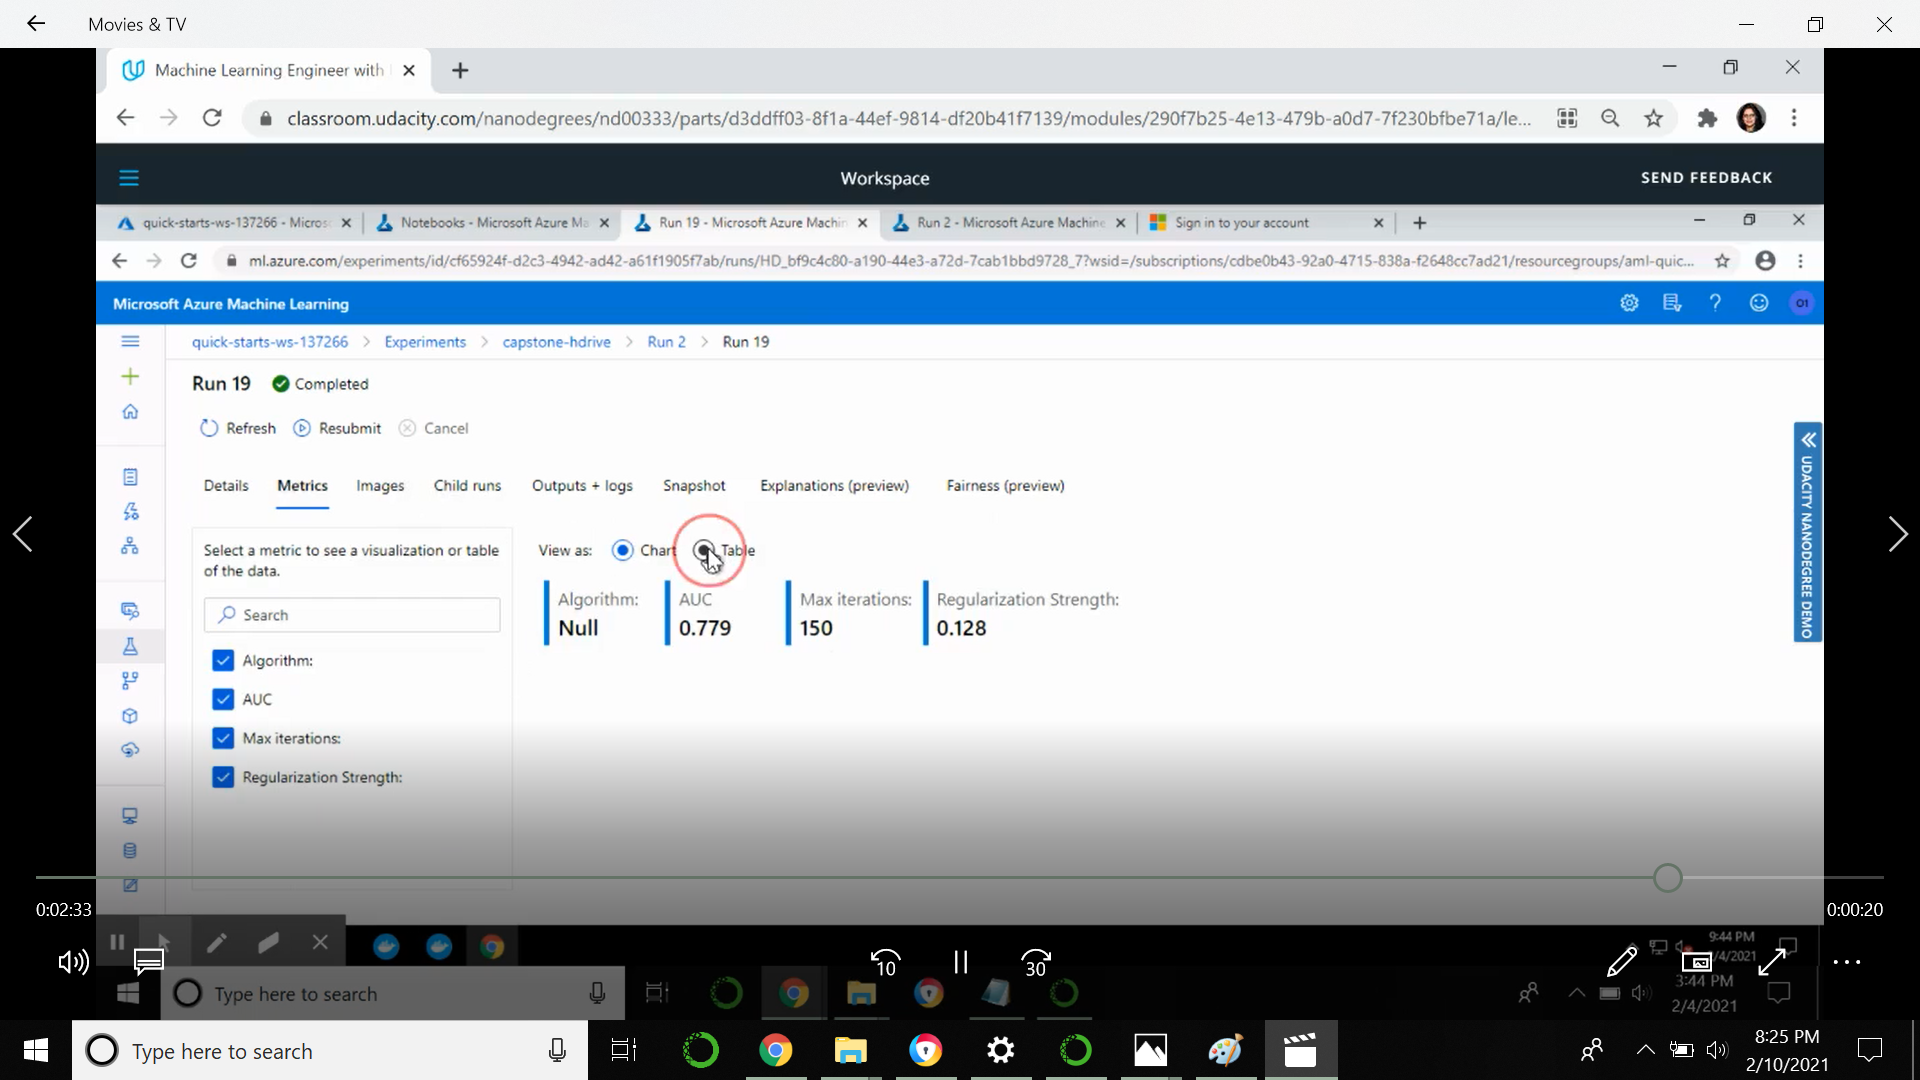 Movies & TV
Machine Learning Engineer with
classroom.udacity.com/nanodegrees/nd00333/parts/d3ddff03-8f1a-44ef-9814-df20b41f7139/modules/290f7b25-4e13-479b-a0d7-7f230bfbe71a/le...
Workspace
SEND FEEDBACK
quick-starts-ws-137266 - Micros
Notebooks - Microsoft Azure Ma
Run 19 - Microsoft Azure Machin
Run 2 - Microsoft Azure Machine
Sign in to your account
ml.azure.com/experiments/id/cf65924f-d2c3-4942-ad42-a61f1905f7ab/runs/HD_bf9c4c80-a190-44e3-a72d-7cab1bbd9728_7?wsid=/subscriptions/cdbe0b43-92a0-4715-838a-f2648cc7ad21/resourcegroups/aml-quic...
Microsoft Azure Machine Learning
quick-starts-ws-137266 > Experiments > capstone-hdrive > Run 2 > Run 19
Run 19 Completed
Refresh Resubmit Cancel
Details Metrics Images Child runs Outputs + logs Snapshot Explanations (preview) Fairness (preview)
Select a metric to see a visualization or table
of the data.
Search
Algorithm:
AUC
Max iterations:
Regularization Strength:
View as: Chart Table
Algorithm: AUC Max iterations: Regularization Strength:
Null 0.779 150 0.128
UDACITY NANODEGREE DEMO
0:02:33
0:00:20
10
30
9:44 PM
/4/2021
Type here to search
3:44 PM
2/4/2021
Type here to search
8:25 PM
2/10/2021